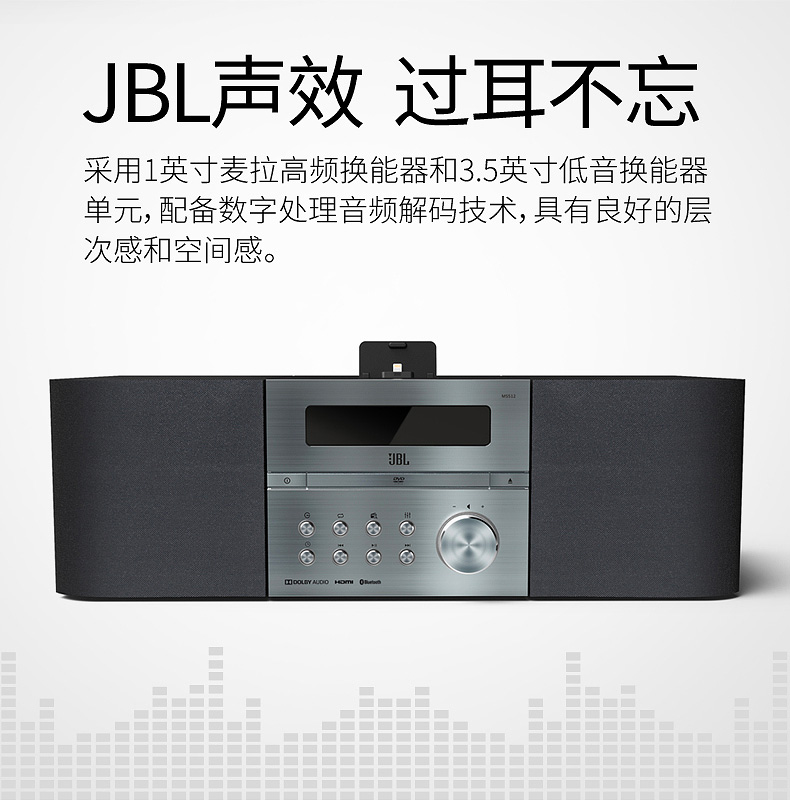 JBL声效 过耳不忘
采用1英寸麦拉高频换能器和3.5英寸低音换能器
单元，配备数字处理音频解码技术，具有良好的层
次感和空间感。
JBL
DVD
DOLBY AUDIO HDMI Bluetooth